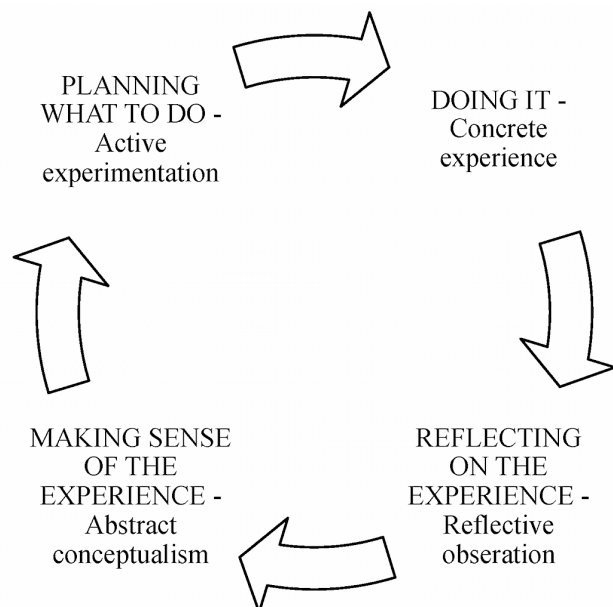 PLANNING
WHAT TO DO -
Active
experimentation
DOING IT -
Concrete
experience
REFLECTING
ON THE
EXPERIENCE -
Reflective
obseration
MAKING SENSE
OF THE
EXPERIENCE -
Abstract
conceptualism